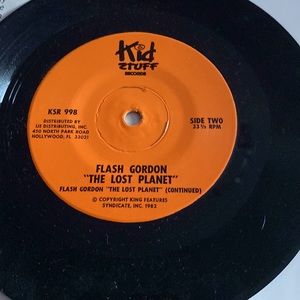 Kid
STUFF
RECORDS
KSR 998
DISTRIBUTED BY
IJE DISTRIBUTING, INC.
450 NORTH PARK ROAD
HOLLYWOOD, FL 33021
SIDE TWO
33⅓ RPM
FLASH GORDON
"THE LOST PLANET"
FLASH GORDON "THE LOST PLANET" (CONTINUED)
© COPYRIGHT KING FEATURES
SYNDICATE, INC. 1982